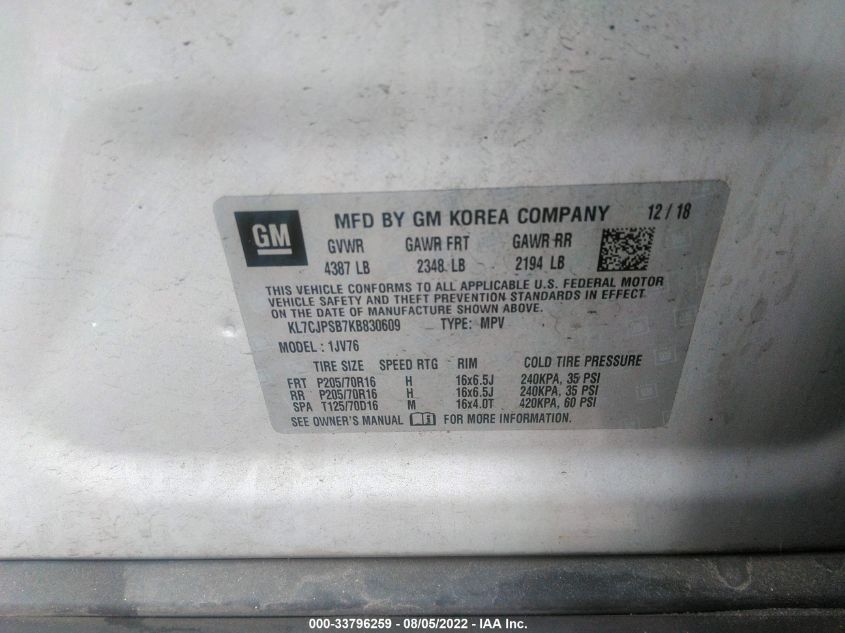 GM
MFD BY GM KOREA COMPANY 12/18
GVWR GAWR FRT GAWR RR
4387 LB 2348 LB 2194 LB
THIS VEHICLE CONFORMS TO ALL APPLICABLE U.S. FEDERAL MOTOR
VEHICLE SAFETY AND THEFT PREVENTION STANDARDS IN EFFECT
ON THE DATE OF MANUFACTURE SHOWN ABOVE.
KL7CJPSB7KB830609 TYPE: MPV
MODEL: 1JV76
TIRE SIZE SPEED RTG RIM COLD TIRE PRESSURE
FRT P205/70R16 H 16x6.5J 240KPA, 35 PSI
RR P205/70R16 H 16x6.5J 240KPA, 35 PSI
SPA T125/70D16 M 16x4.0T 420KPA, 60 PSI
SEE OWNER'S MANUAL FOR MORE INFORMATION.
000-33796259 - 08/05/2022 - IAA Inc.